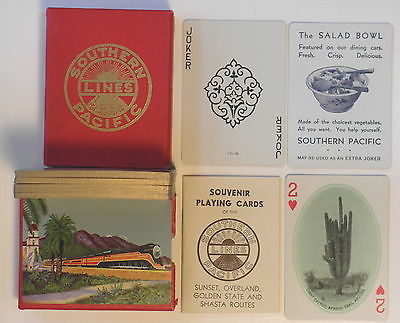 SOUTHERN
LINES
PACIFIC
JOKER
JOKER
The SALAD BOWL
Featured on our dining cars.
Fresh. Crisp. Delicious.
Made of the choicest vegetables.
All you want. You help yourself.
SOUTHERN PACIFIC
MAY BE USED AS AN EXTRA JOKER
SOUVENIR
PLAYING CARDS
OF THE
SOUTHERN
LINES
PACIFIC
SUNSET, OVERLAND,
GOLDEN STATE AND
SHASTA ROUTES
2
2